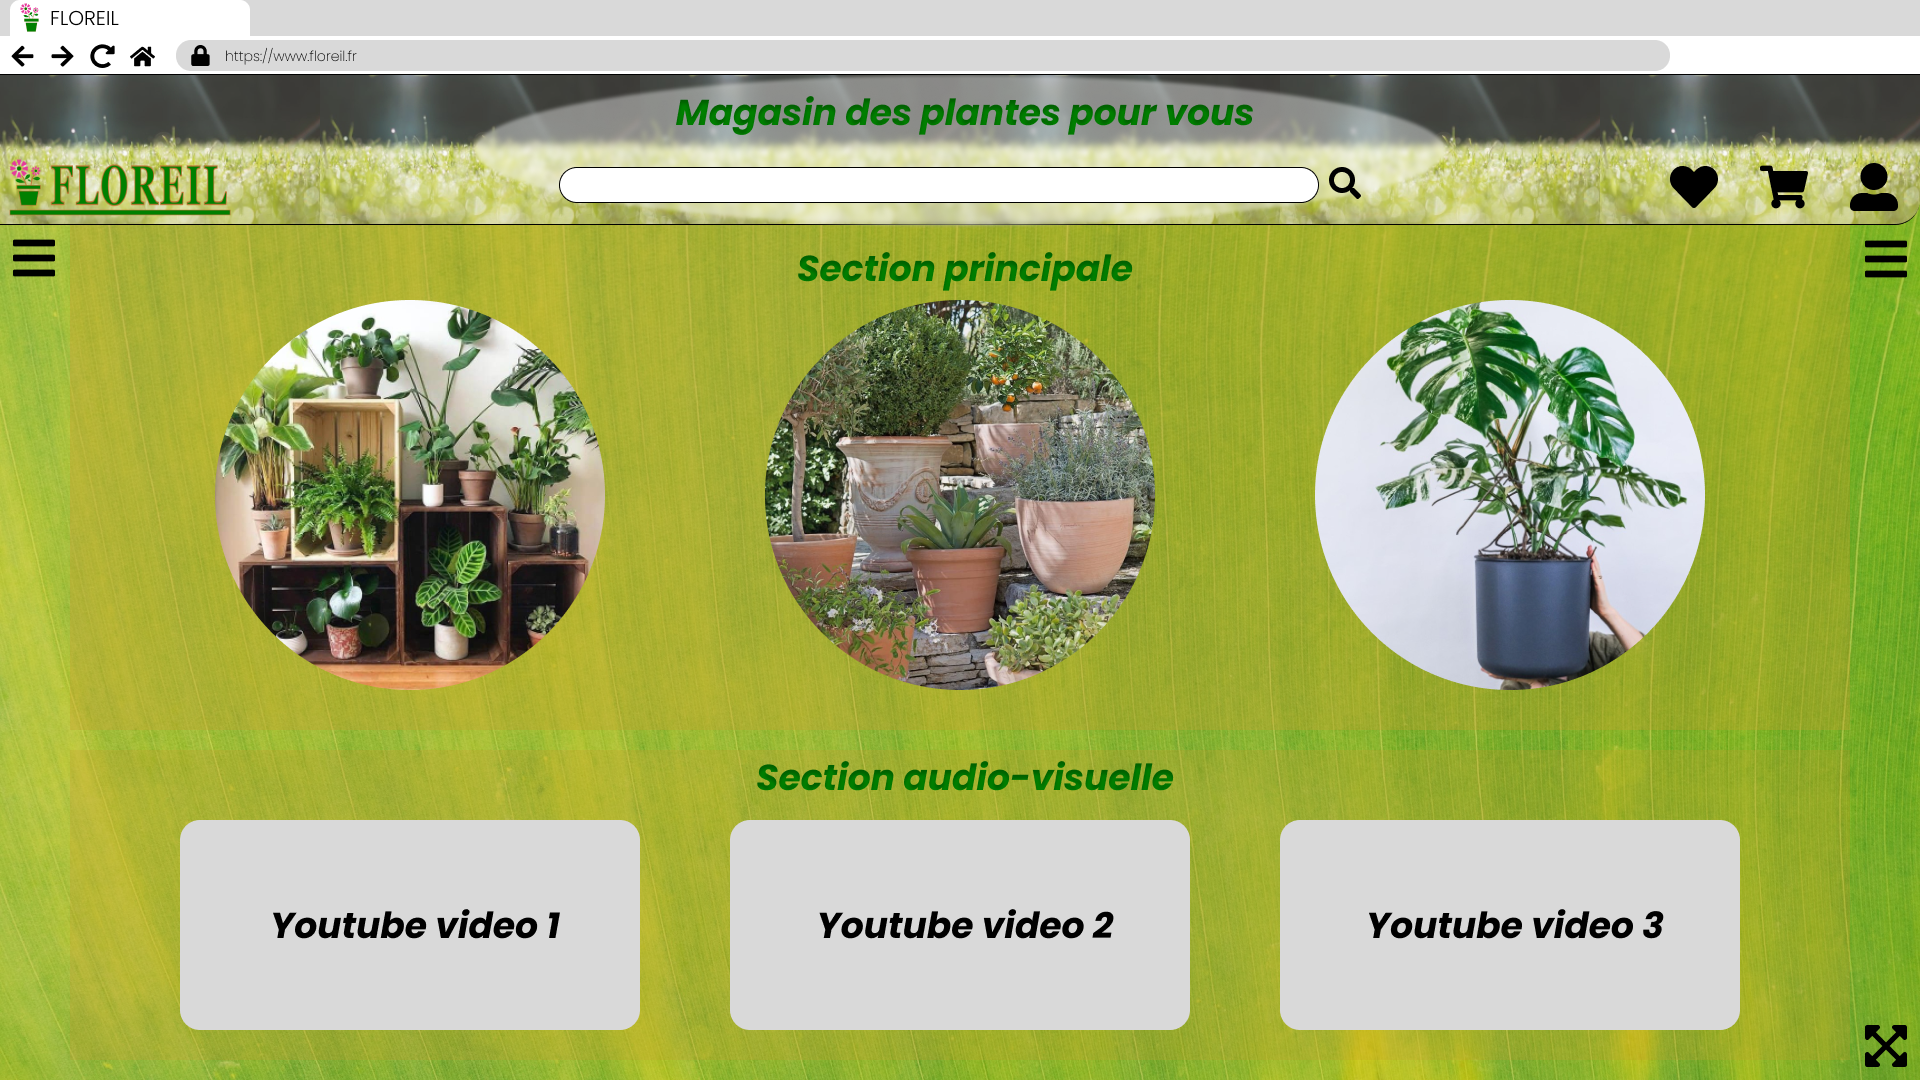 FLOREIL
https://www.floreil.fr
Magasin des plantes pour vous
FLOREIL
Section principale
Section audio-visuelle
Youtube video 1
Youtube video 2
Youtube video 3